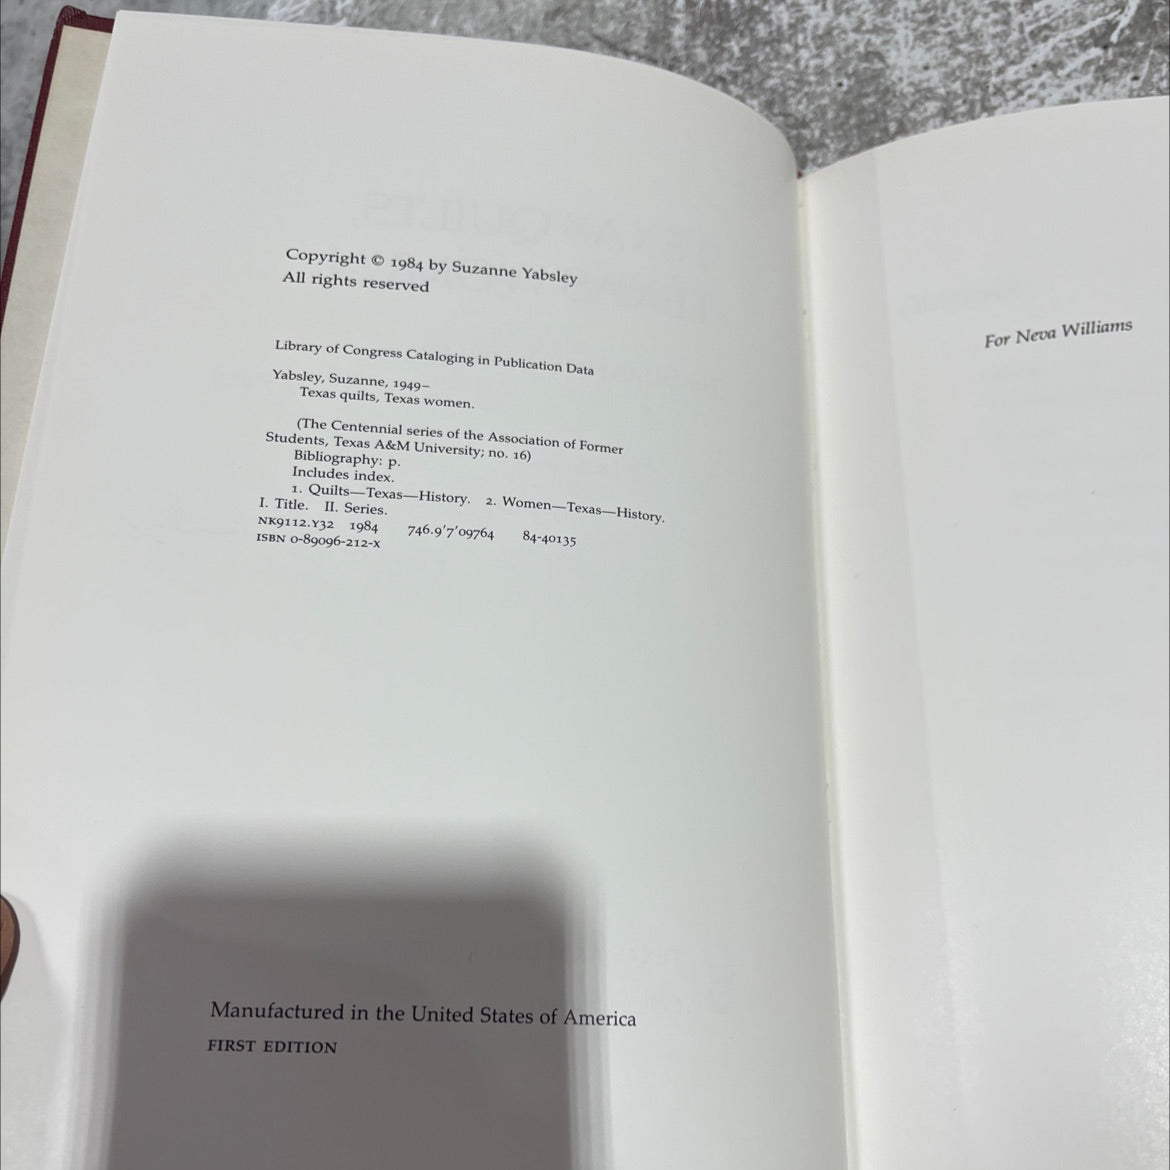 Copyright © 1984 by Suzanne Yabsley
All rights reserved
Library of Congress Cataloging in Publication Data
Yabsley, Suzanne, 1949–
Texas quilts, Texas women.
(The Centennial series of the Association of Former
Students, Texas A&M University; no. 16)
Bibliography: p.
Includes index.
1. Quilts—Texas—History. 2. Women—Texas—History.
I. Title. II. Series.
NK9112.Y32 1984 746.9'7'09764 84-40135
ISBN 0-89096-212-X
Manufactured in the United States of America
FIRST EDITION
For Neva Williams